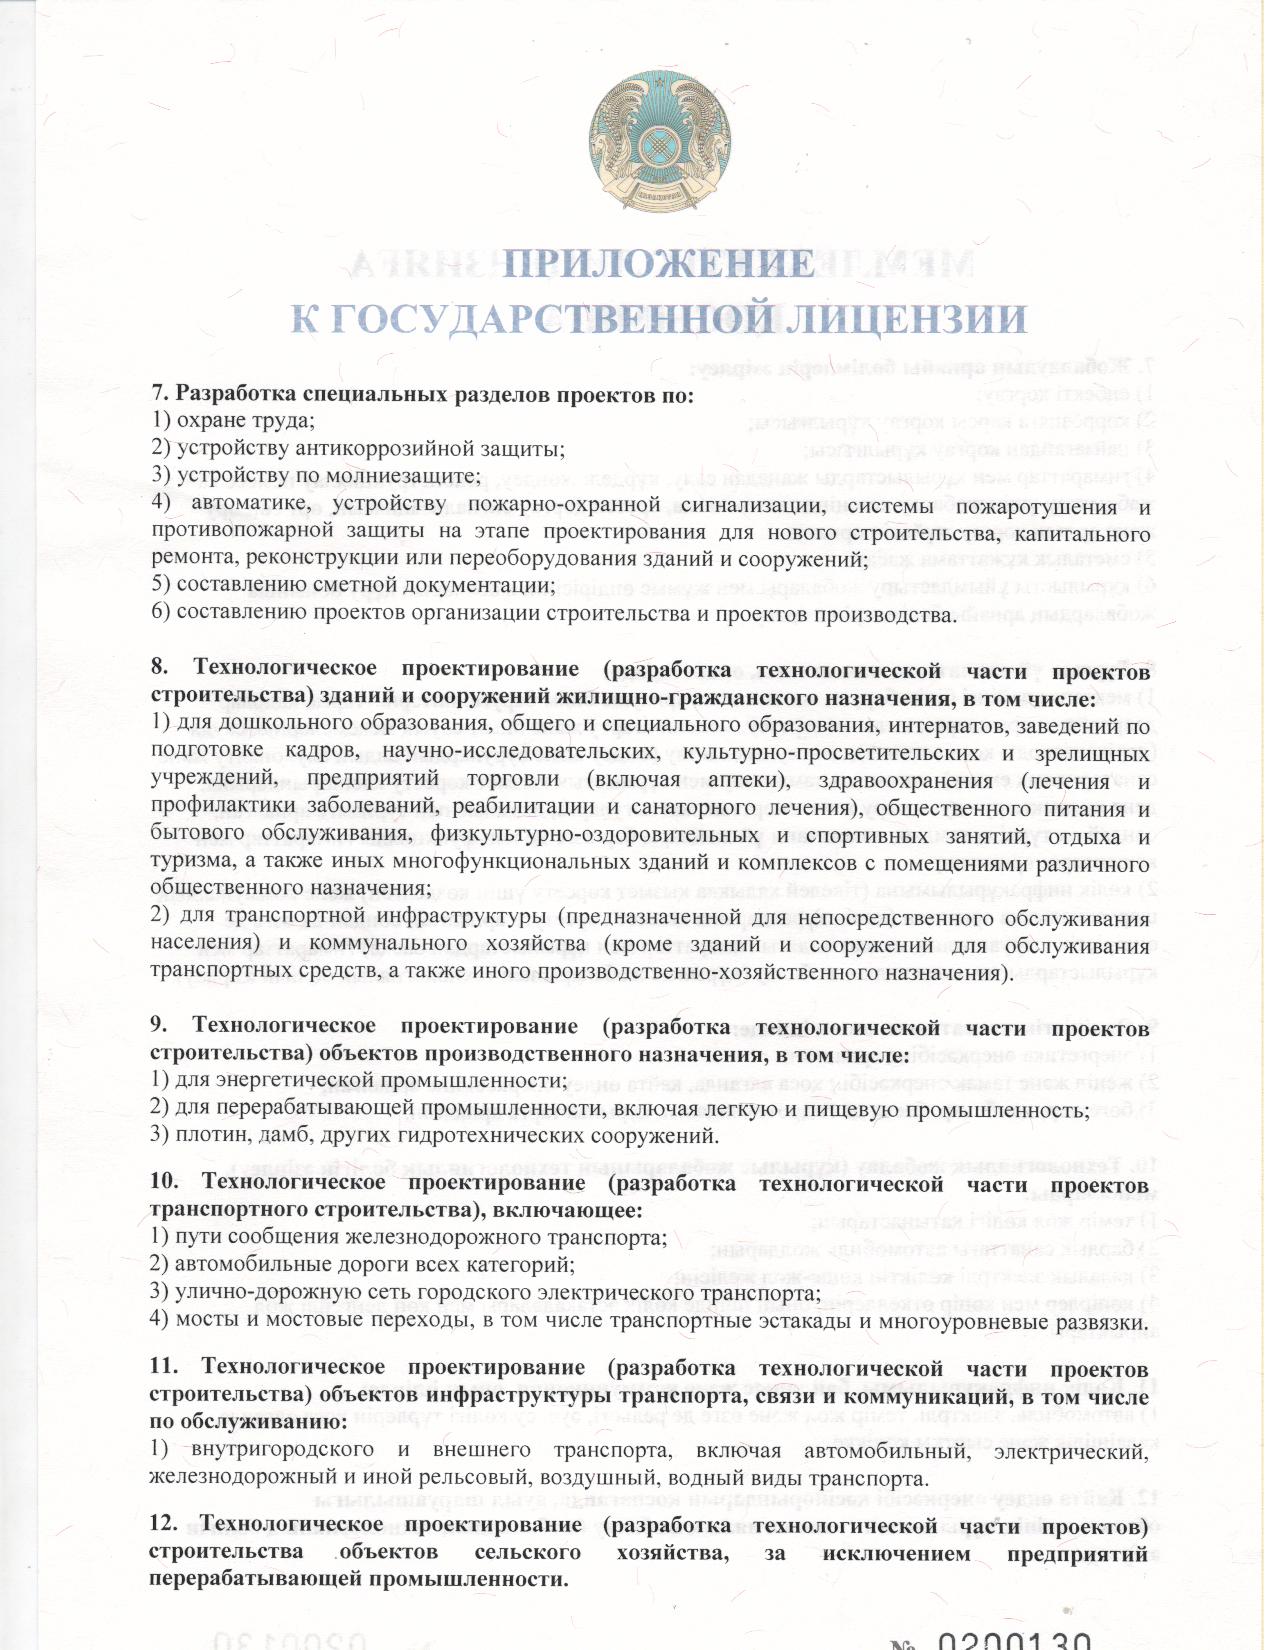 ПРИЛОЖЕНИЕ
К ГОСУДАРСТВЕННОЙ ЛИЦЕНЗИИ
7. Разработка специальных разделов проектов по:
1) охране труда;
2) устройству антикоррозийной защиты;
3) устройству по молниезащите;
4) автоматике, устройству пожарно-охранной сигнализации, системы пожаротушения и
противопожарной защиты на этапе проектирования для нового строительства, капитального
ремонта, реконструкции или переоборудования зданий и сооружений;
5) составлению сметной документации;
6) составлению проектов организации строительства и проектов производства.
8. Технологическое проектирование (разработка технологической части проектов
строительства) зданий и сооружений жилищно-гражданского назначения, в том числе:
1) для дошкольного образования, общего и специального образования, интернатов, заведений по
подготовке кадров, научно-исследовательских, культурно-просветительских и зрелищных
учреждений, предприятий торговли (включая аптеки), здравоохранения (лечения и
профилактики заболеваний, реабилитации и санаторного лечения), общественного питания и
бытового обслуживания, физкультурно-оздоровительных и спортивных занятий, отдыха и
туризма, а также иных многофункциональных зданий и комплексов с помещениями различного
общественного назначения;
2) для транспортной инфраструктуры (предназначенной для непосредственного обслуживания
населения) и коммунального хозяйства (кроме зданий и сооружений для обслуживания
транспортных средств, а также иного производственно-хозяйственного назначения).
9. Технологическое проектирование (разработка технологической части проектов
строительства) объектов производственного назначения, в том числе:
1) для энергетической промышленности;
2) для перерабатывающей промышленности, включая легкую и пищевую промышленность;
3) плотин, дамб, других гидротехнических сооружений.
10. Технологическое проектирование (разработка технологической части проектов
транспортного строительства), включающее:
1) пути сообщения железнодорожного транспорта;
2) автомобильные дороги всех категорий;
3) улично-дорожную сеть городского электрического транспорта;
4) мосты и мостовые переходы, в том числе транспортные эстакады и многоуровневые развязки.
11. Технологическое проектирование (разработка технологической части проектов
строительства) объектов инфраструктуры транспорта, связи и коммуникаций, в том числе
по обслуживанию:
1) внутригородского и внешнего транспорта, включая автомобильный, электрический,
железнодорожный и иной рельсовый, воздушный, водный виды транспорта.
12. Технологическое проектирование (разработка технологической части проектов)
строительства объектов сельского хозяйства, за исключением предприятий
перерабатывающей промышленности.
№ 0200130